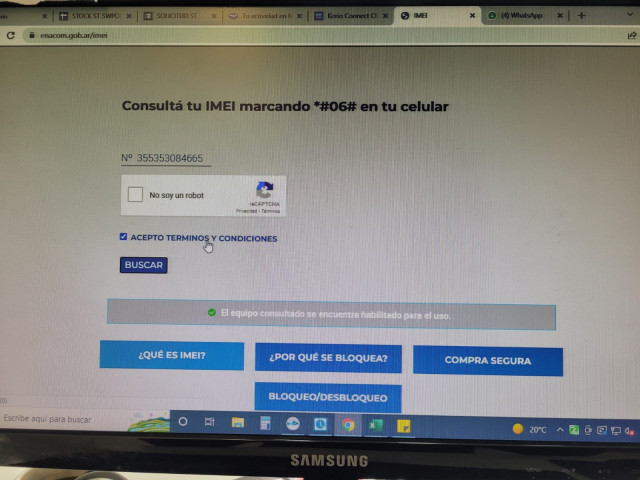 STOCK ST SWPO
SOLICITUD ST
Tu actividad en M
Kerio Connect Cl
IMEI
(4) WhatsApp
enacom.gob.ar/imei
Consultá tu IMEI marcando *#06# en tu celular
Nº 355353084665
No soy un robot
reCAPTCHA
Privacidad - Términos
ACEPTO TERMINOS Y CONDICIONES
BUSCAR
El equipo consultado se encuentra habilitado para el uso.
¿QUÉ ES IMEI?
¿POR QUÉ SE BLOQUEA?
COMPRA SEGURA
BLOQUEO/DESBLOQUEO
Escribe aquí para buscar
20°C
SAMSUNG